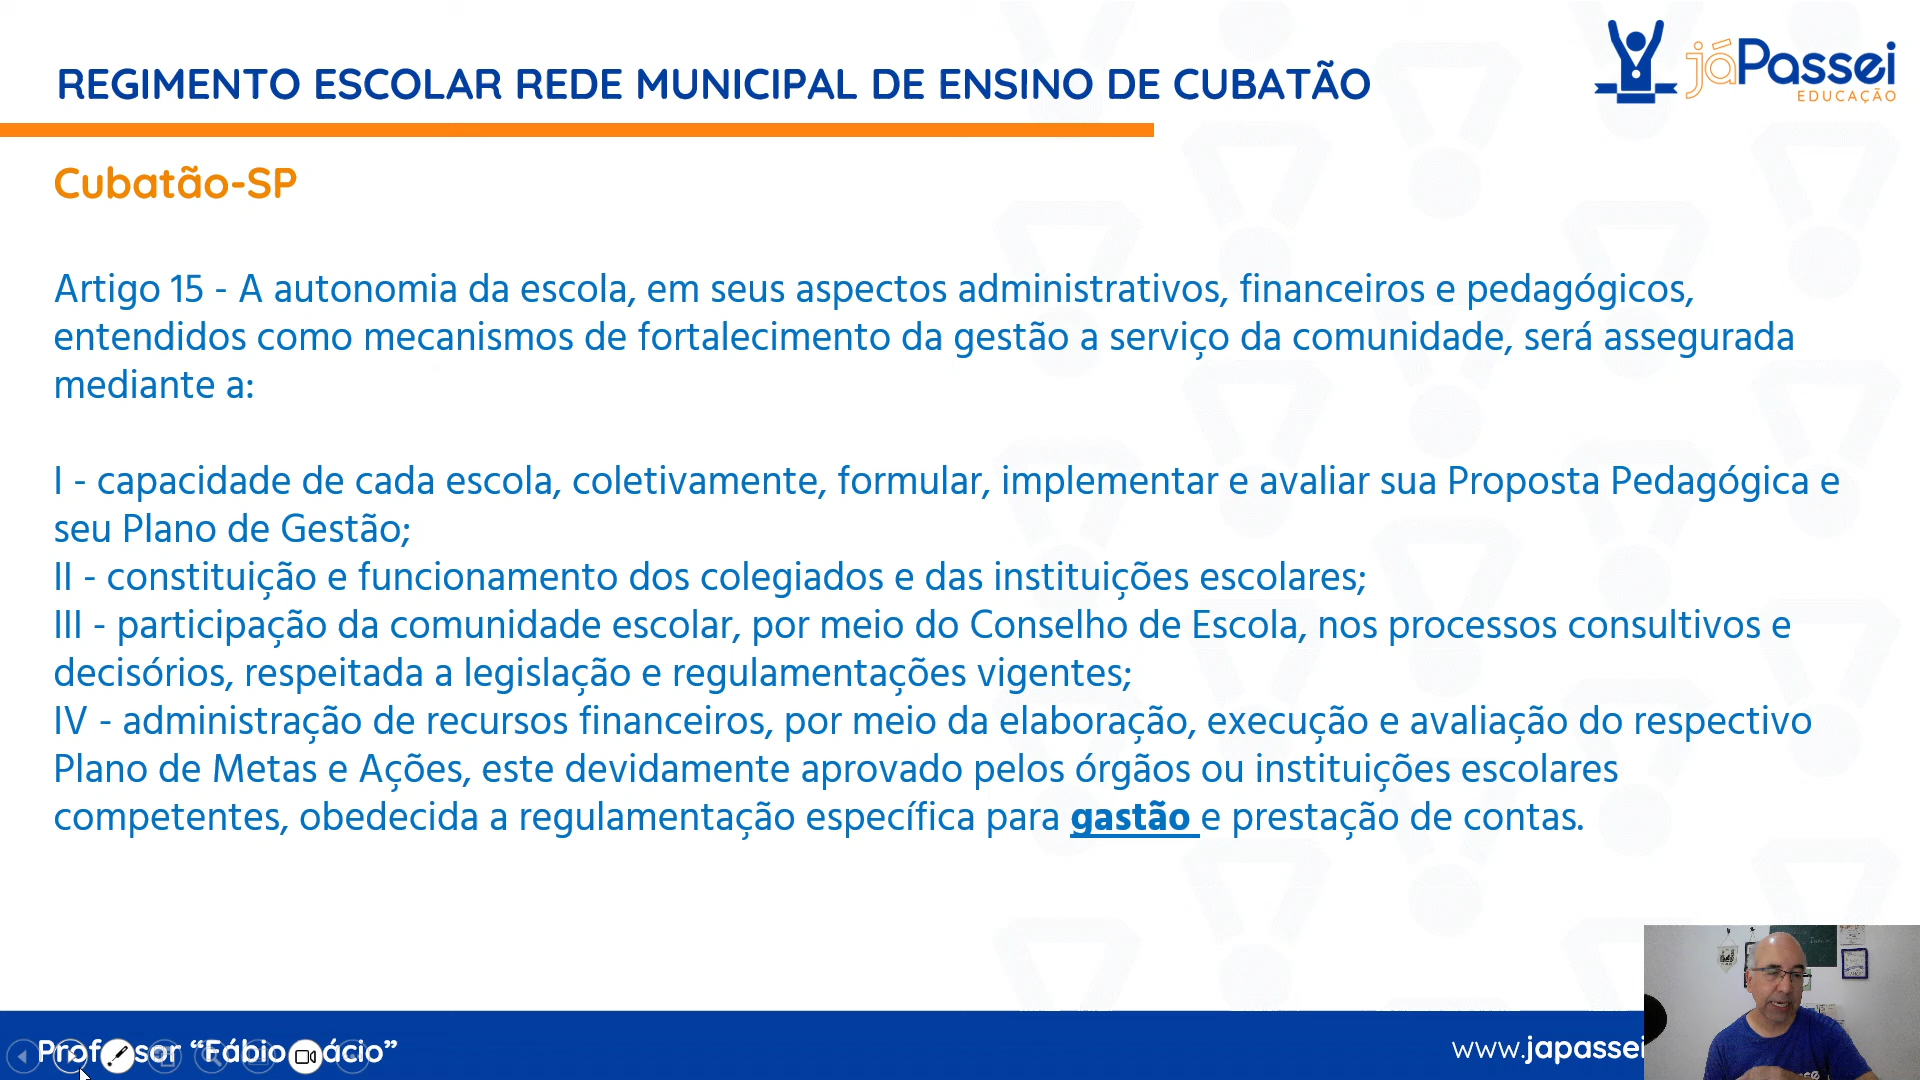 REGIMENTO ESCOLAR REDE MUNICIPAL DE ENSINO DE CUBATÃO
jáPassei
EDUCAÇÃO
Cubatão-SP
Artigo 15 - A autonomia da escola, em seus aspectos administrativos, financeiros e pedagógicos,
entendidos como mecanismos de fortalecimento da gestão a serviço da comunidade, será assegurada
mediante a:
I - capacidade de cada escola, coletivamente, formular, implementar e avaliar sua Proposta Pedagógica e
seu Plano de Gestão;
II - constituição e funcionamento dos colegiados e das instituições escolares;
III - participação da comunidade escolar, por meio do Conselho de Escola, nos processos consultivos e
decisórios, respeitada a legislação e regulamentações vigentes;
IV - administração de recursos financeiros, por meio da elaboração, execução e avaliação do respectivo
Plano de Metas e Ações, este devidamente aprovado pelos órgãos ou instituições escolares
competentes, obedecida a regulamentação específica para gastão e prestação de contas.
Professor “Fábio ácio”
www.japassei